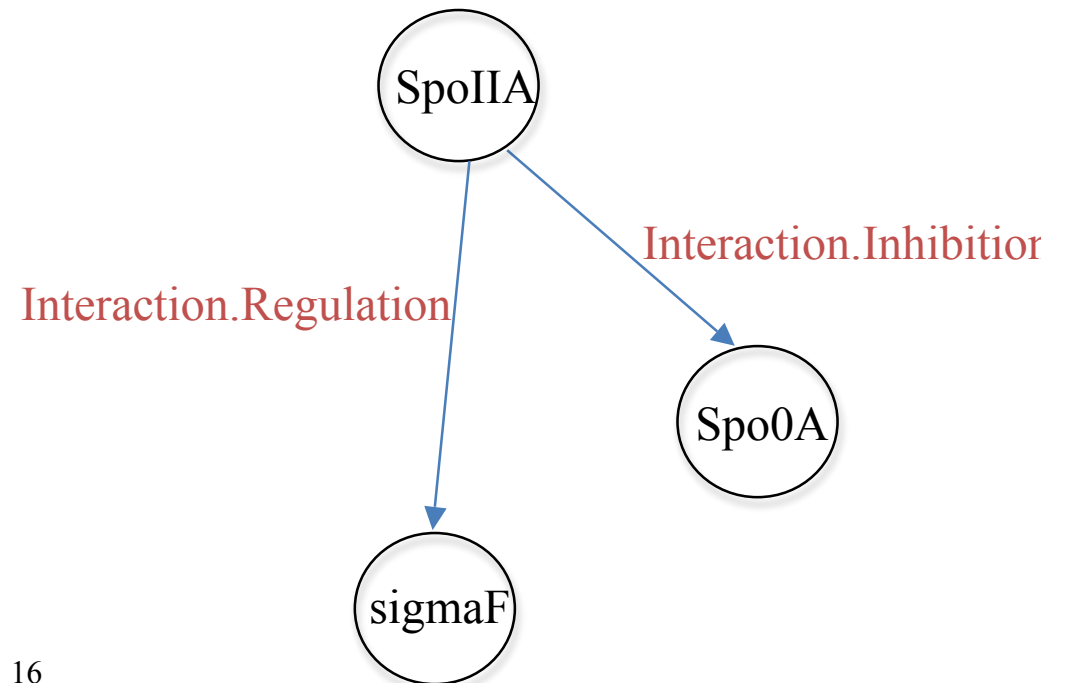 SpoIIA
Interaction.Inhibition
Interaction.Regulation
Spo0A
sigmaF
16